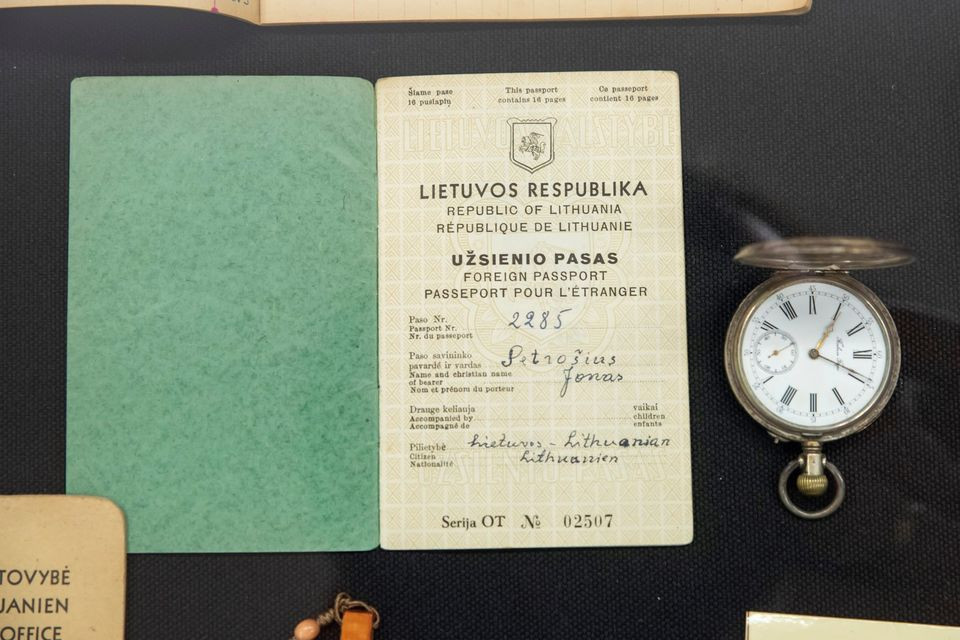 Šiame pase
16 puslapių
This passport
contains 16 pages
Ce passeport
contient 16 pages
LIETUVOS RESPUBLIKA
REPUBLIC OF LITHUANIA
RÉPUBLIQUE DE LITHUANIE
UŽSIENIO PASAS
FOREIGN PASSPORT
PASSEPORT POUR L'ÉTRANGER
Paso Nr.
Passport Nr.
Nr. du passeport
2285
Paso savininko
pavardė ir vardas
Name and christian name
of bearer
Nom et prénom du porteur
Petrošius
Jonas
Drauge keliauja
Accompanied by
Accompagné de
vaikai
children
enfants
Pilietybė
Citizen
Nationalité
Lietuvos - Lithuanian
Lithuanien
Serija OT № 02507
TOVYBĖ
UANIEN
OFFICE